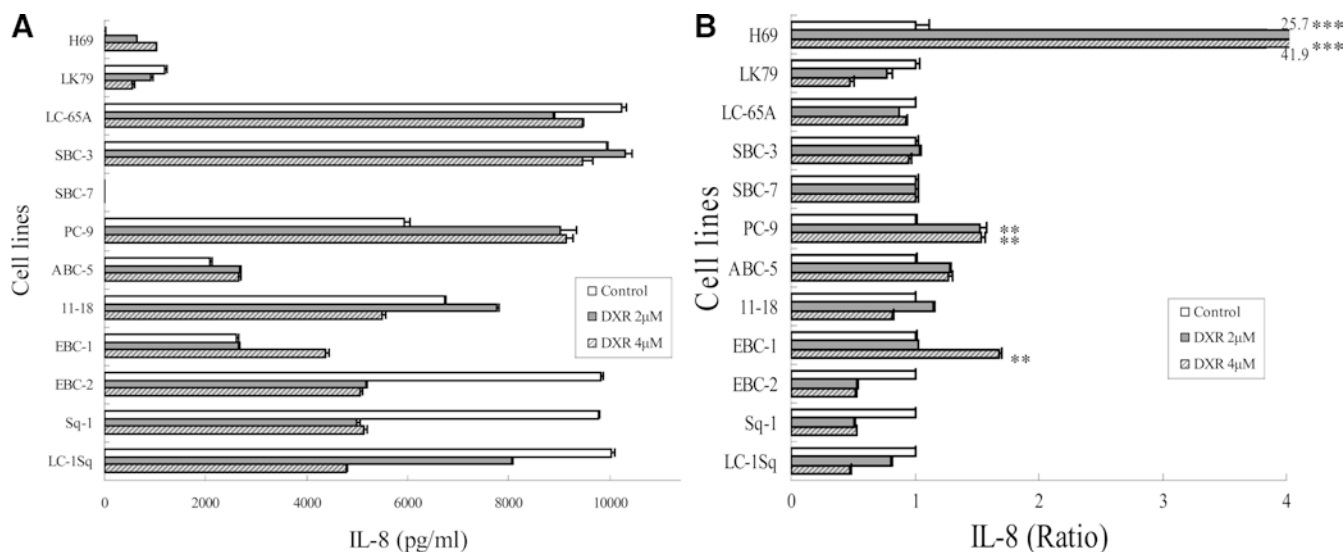 A
Cell lines
H69
LK79
LC-65A
SBC-3
SBC-7
PC-9
ABC-5
11-18
EBC-1
EBC-2
Sq-1
LC-1Sq
0
2000
4000
6000
8000
10000
IL-8 (pg/ml)
Control
DXR 2μM
DXR 4μM
B
Cell lines
H69
LK79
LC-65A
SBC-3
SBC-7
PC-9
ABC-5
11-18
EBC-1
EBC-2
Sq-1
LC-1Sq
25.7 ***
***
41.9
**
**
**
0
1
2
3
4
IL-8 (Ratio)
Control
DXR 2μM
DXR 4μM